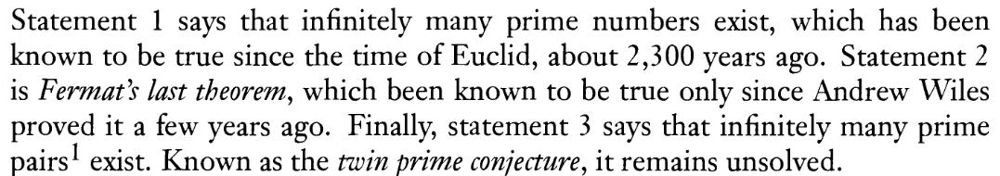 Statement 1 says that infinitely many prime numbers exist, which has been
known to be true since the time of Euclid, about 2,300 years ago. Statement 2
is Fermat's last theorem, which been known to be true only since Andrew Wiles
proved it a few years ago. Finally, statement 3 says that infinitely many prime
pairs¹ exist. Known as the twin prime conjecture, it remains unsolved.